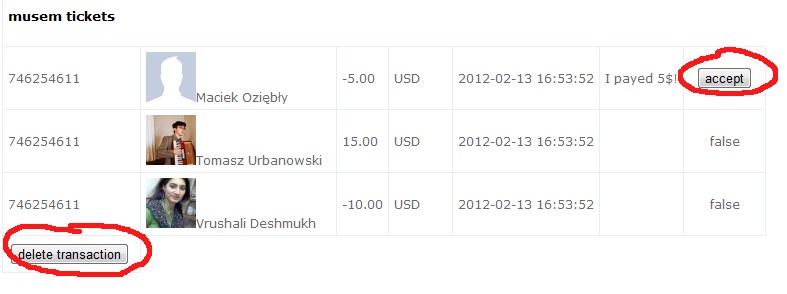 musem tickets
746254611 Maciek Oziębły -5.00 USD 2012-02-13 16:53:52 I payed 5$! accept
746254611 Tomasz Urbanowski 15.00 USD 2012-02-13 16:53:52 false
746254611 Vrushali Deshmukh -10.00 USD 2012-02-13 16:53:52 false
delete transaction